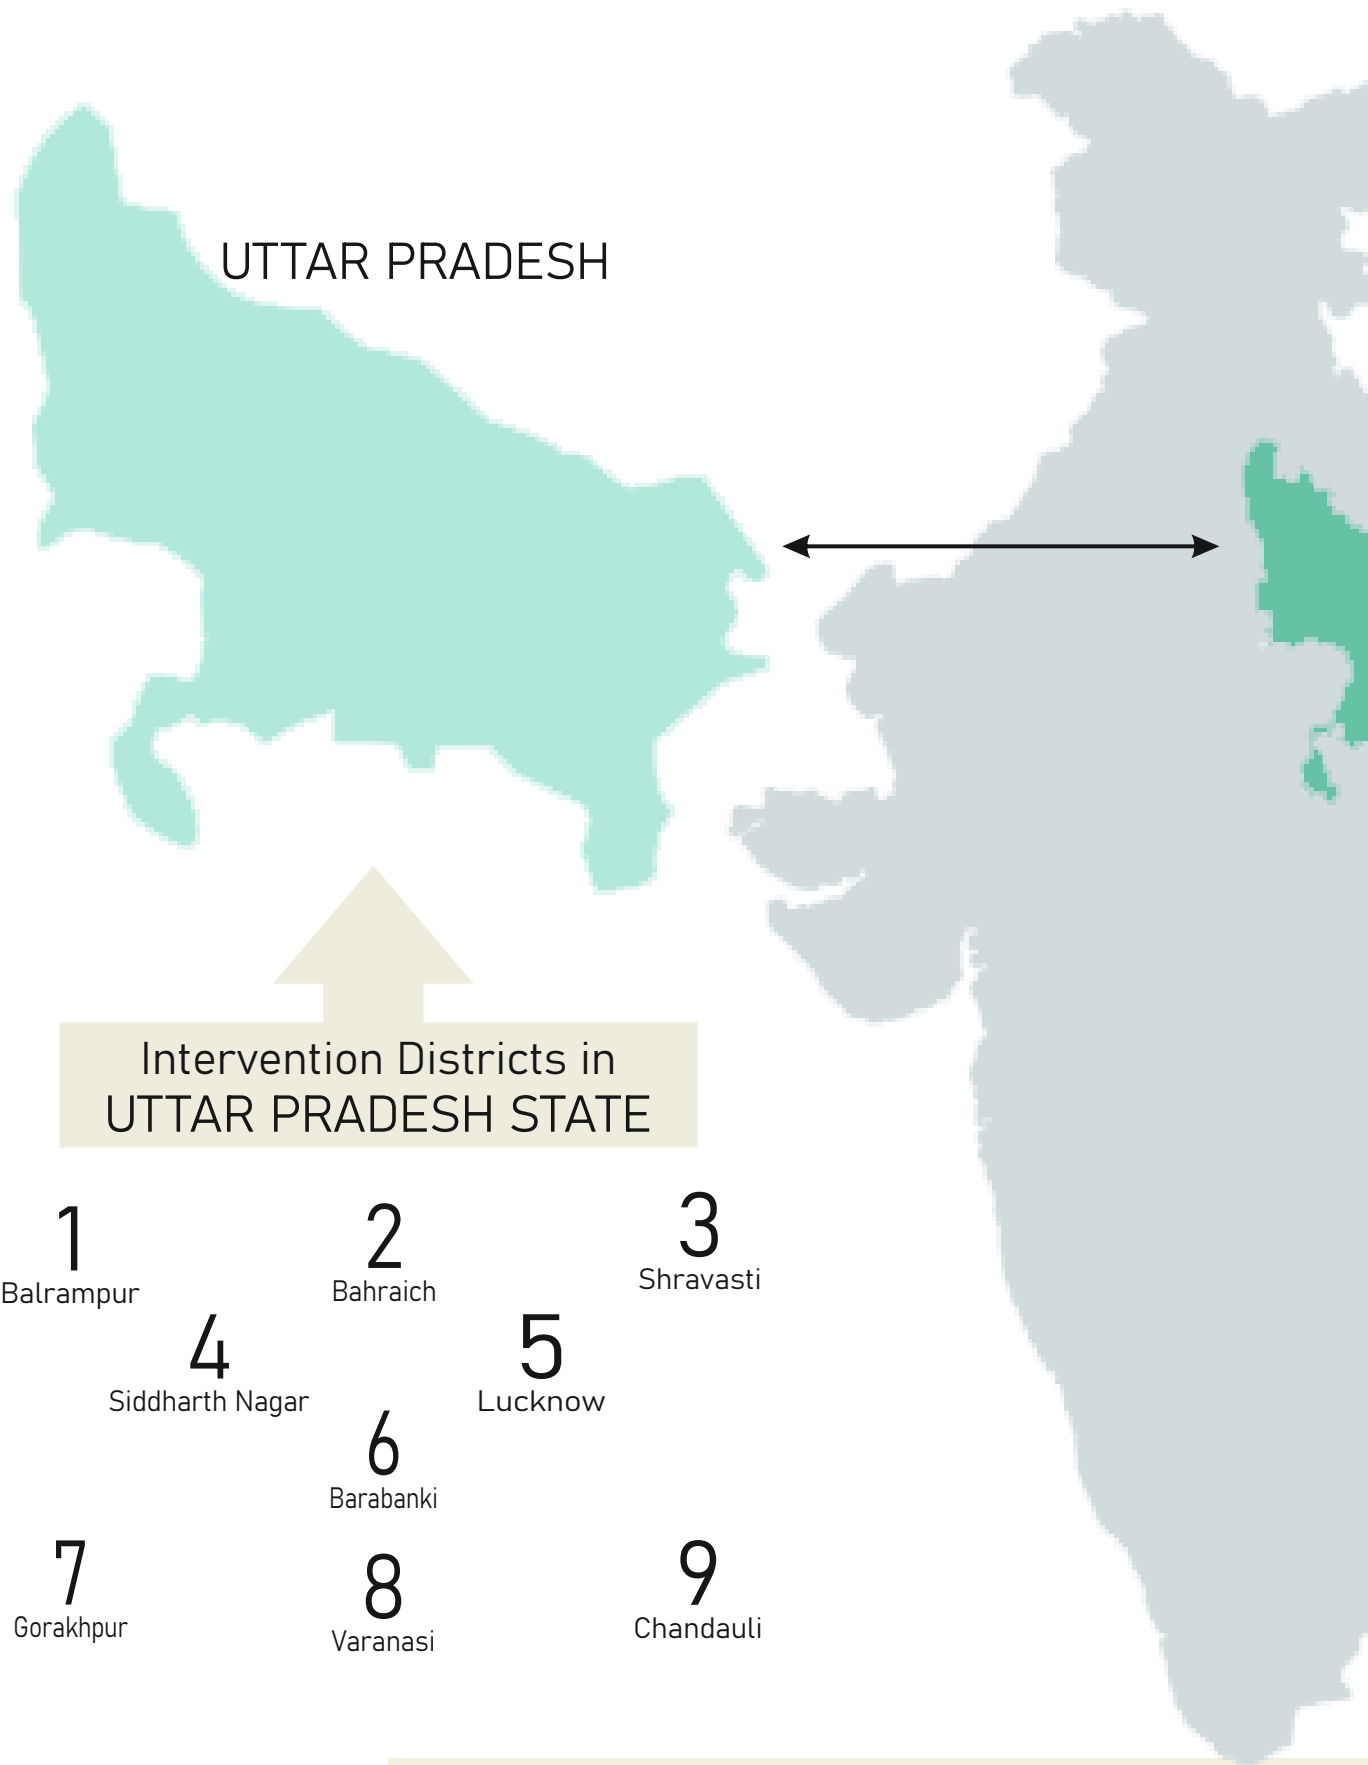 UTTAR PRADESH
Intervention Districts in
UTTAR PRADESH STATE
1
Balrampur
2
Bahraich
3
Shravasti
4
Siddharth Nagar
5
Lucknow
6
Barabanki
7
Gorakhpur
8
Varanasi
9
Chandauli